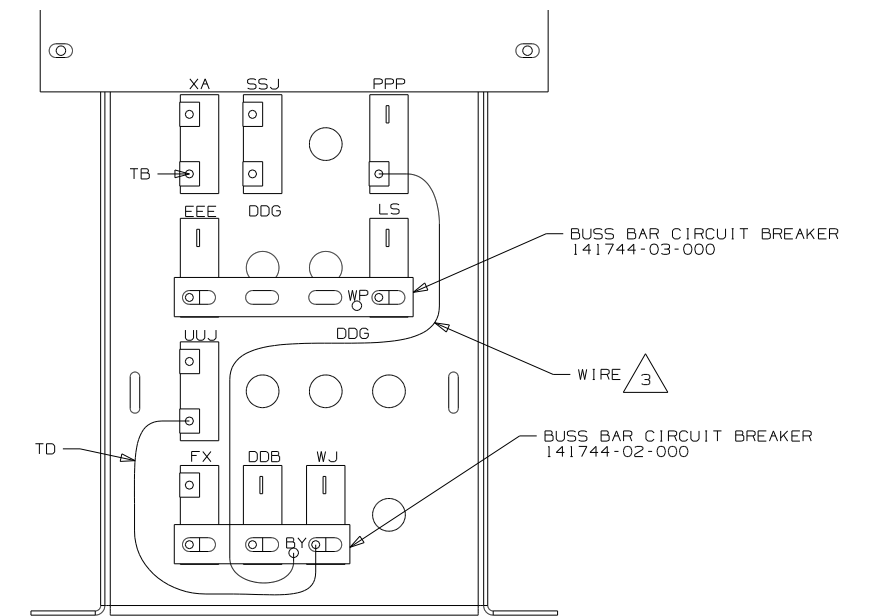 XA SSJ PPP
TB
EEE DDG LS
BUSS BAR CIRCUIT BREAKER
141744-03-000
WP
UUJ DDG
WIRE 3
BUSS BAR CIRCUIT BREAKER
141744-02-000
TD
FX DDB WJ
BY